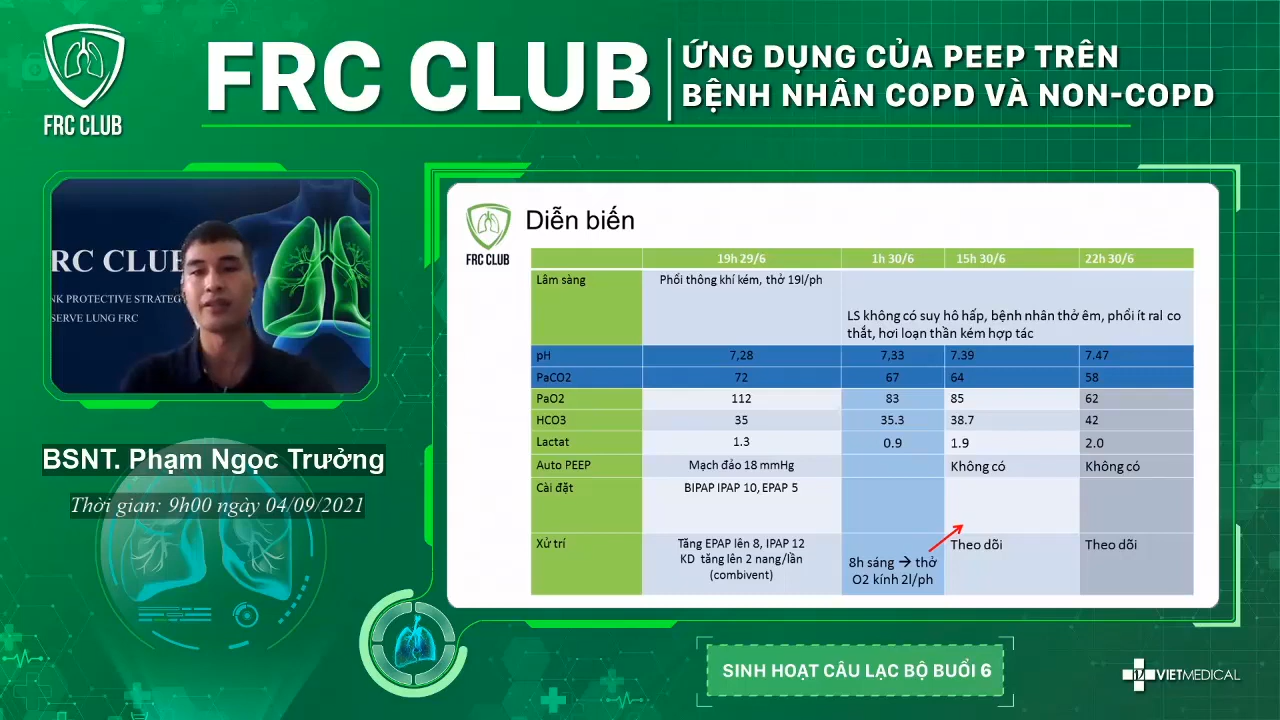 FRC CLUB
FRC CLUB
ỨNG DỤNG CỦA PEEP TRÊN
BỆNH NHÂN COPD VÀ NON-COPD
RC CLUB
NK PROTECTIVE STRATEG
SERVE LUNG FRC
BSNT. Phạm Ngọc Trưởng
Thời gian: 9h00 ngày 04/09/2021
FRC CLUB
Diễn biến
19h 29/6 1h 30/6 15h 30/6 22h 30/6
Lâm sàng Phổi thông khí kém, thở 19l/ph
LS không có suy hô hấp, bệnh nhân thở êm, phổi ít ral co
thắt, hơi loạn thần kém hợp tác
pH 7,28 7,33 7.39 7.47
PaCO2 72 67 64 58
PaO2 112 83 85 62
HCO3 35 35.3 38.7 42
Lactat 1.3 0.9 1.9 2.0
Auto PEEP Mạch đảo 18 mmHg Không có Không có
Cài đặt BIPAP IPAP 10, EPAP 5
Xử trí Tăng EPAP lên 8, IPAP 12
KD tăng lên 2 nang/lần
(combivent)
8h sáng → thở
O2 kính 2l/ph
Theo dõi Theo dõi
SINH HOẠT CÂU LẠC BỘ BUỔI 6
VIETMEDICAL